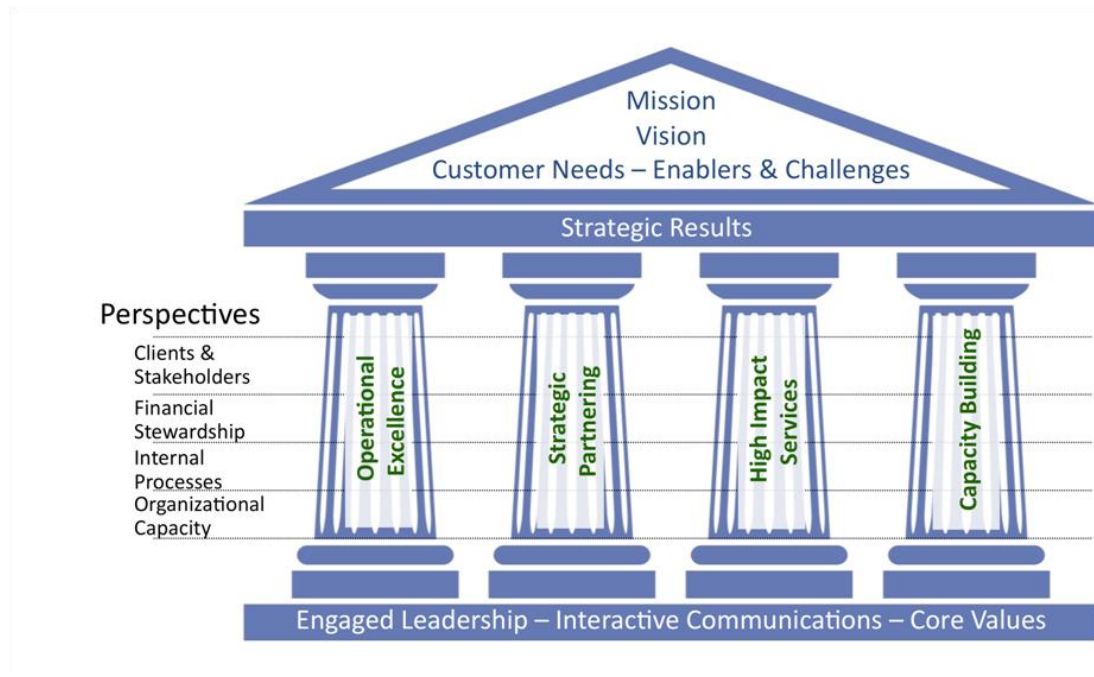 Mission
Vision
Customer Needs – Enablers & Challenges
Strategic Results
Perspectives
Clients &
Stakeholders
Financial
Stewardship
Internal
Processes
Organizational
Capacity
Operational
Excellence
Strategic
Partnering
High Impact
Services
Capacity Building
Engaged Leadership – Interactive Communications – Core Values